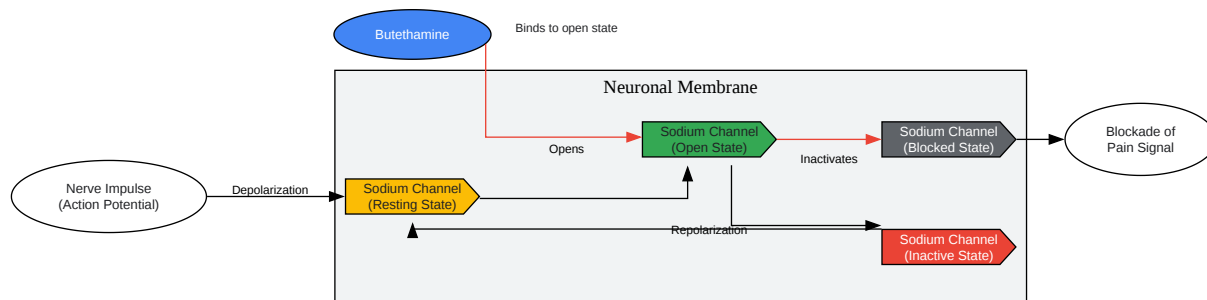 Butethamine
Binds to open state
Neuronal Membrane
Sodium Channel
(Open State)
Sodium Channel
(Blocked State)
Blockade of
Pain Signal
Opens
Inactivates
Nerve Impulse
(Action Potential)
Depolarization
Sodium Channel
(Resting State)
Repolarization
Sodium Channel
(Inactive State)